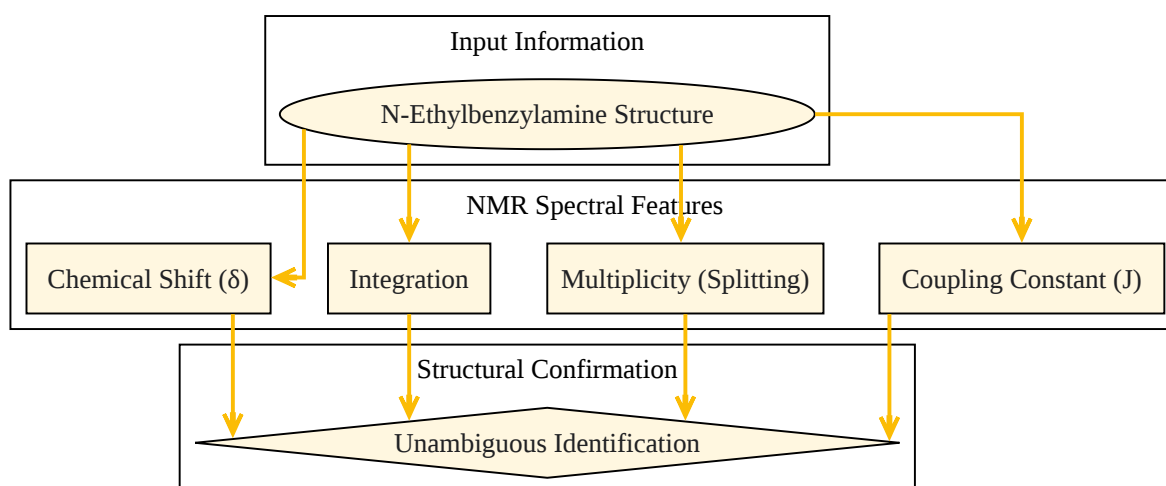 Input Information
N-Ethylbenzylamine Structure
NMR Spectral Features
Chemical Shift (δ)
Integration
Multiplicity (Splitting)
Coupling Constant (J)
Structural Confirmation
Unambiguous Identification